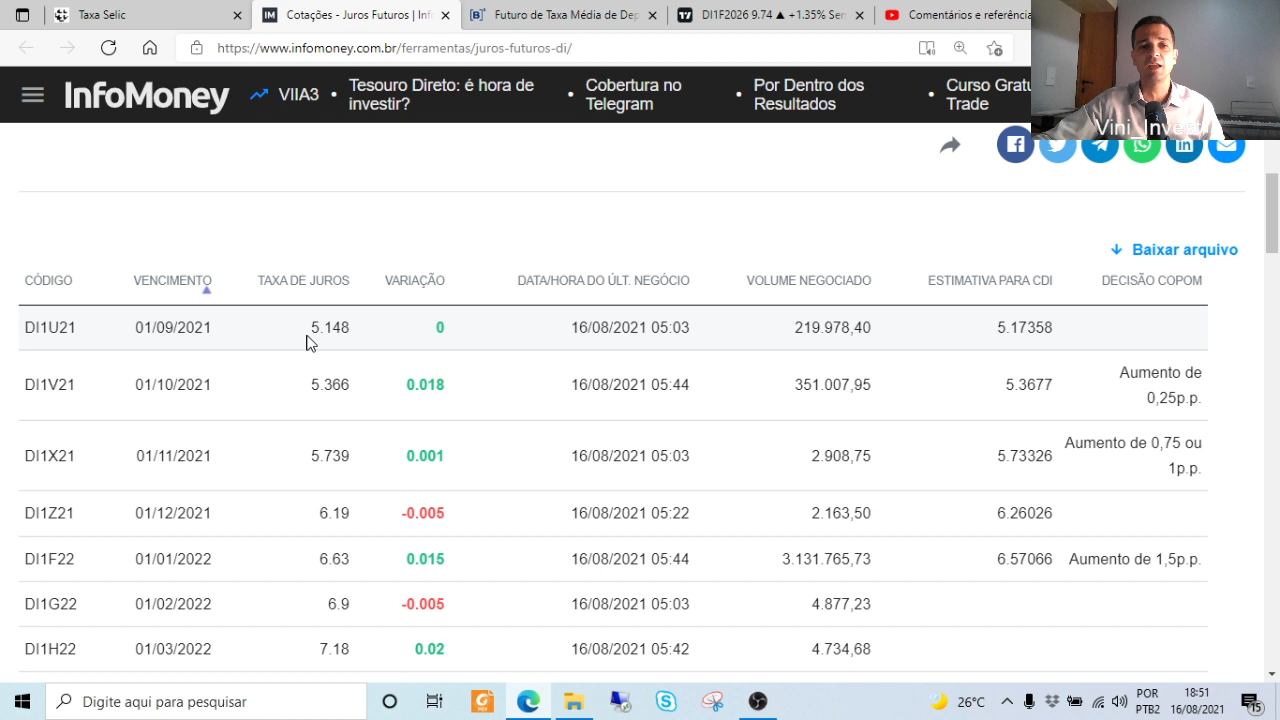 Taxa Selic
Cotações - Juros Futuros | Info
Futuro de Taxa Média de Dep
DI1F2026 9.74 ▲ +1.35% Sem
Comentários e referência
https://www.infomoney.com.br/ferramentas/juros-futuros-di/
InfoMoney
VIIA3
Tesouro Direto: é hora de
investir?
Cobertura no
Telegram
Por Dentro dos
Resultados
Curso Gratu
Trade
Baixar arquivo
CÓDIGO VENCIMENTO TAXA DE JUROS VARIAÇÃO DATA/HORA DO ÚLT. NEGÓCIO VOLUME NEGOCIADO ESTIMATIVA PARA CDI DECISÃO COPOM
DI1U21 01/09/2021 5.148 0 16/08/2021 05:03 219.978,40 5.17358
DI1V21 01/10/2021 5.366 0.018 16/08/2021 05:44 351.007,95 5.3677 Aumento de
0,25p.p.
DI1X21 01/11/2021 5.739 0.001 16/08/2021 05:03 2.908,75 5.73326 Aumento de 0,75 ou
1p.p.
DI1Z21 01/12/2021 6.19 -0.005 16/08/2021 05:22 2.163,50 6.26026
DI1F22 01/01/2022 6.63 0.015 16/08/2021 05:44 3.131.765,73 6.57066 Aumento de 1,5p.p.
DI1G22 01/02/2022 6.9 -0.005 16/08/2021 05:03 4.877,23
DI1H22 01/03/2022 7.18 0.02 16/08/2021 05:42 4.734,68
Digite aqui para pesquisar
26°C
POR
PTB2
18:51
16/08/2021
15